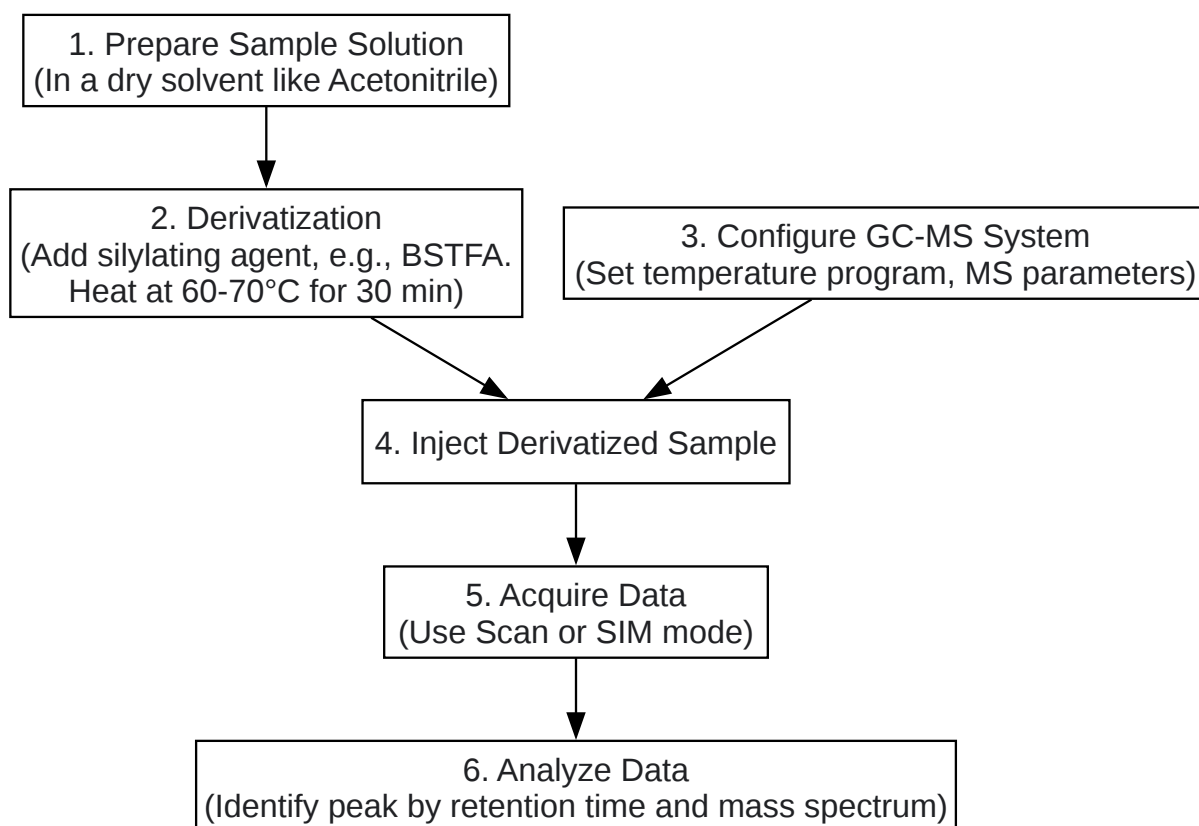 1. Prepare Sample Solution
(In a dry solvent like Acetonitrile)
2. Derivatization
(Add silylating agent, e.g., BSTFA.
Heat at 60-70°C for 30 min)
3. Configure GC-MS System
(Set temperature program, MS parameters)
4. Inject Derivatized Sample
5. Acquire Data
(Use Scan or SIM mode)
6. Analyze Data
(Identify peak by retention time and mass spectrum)